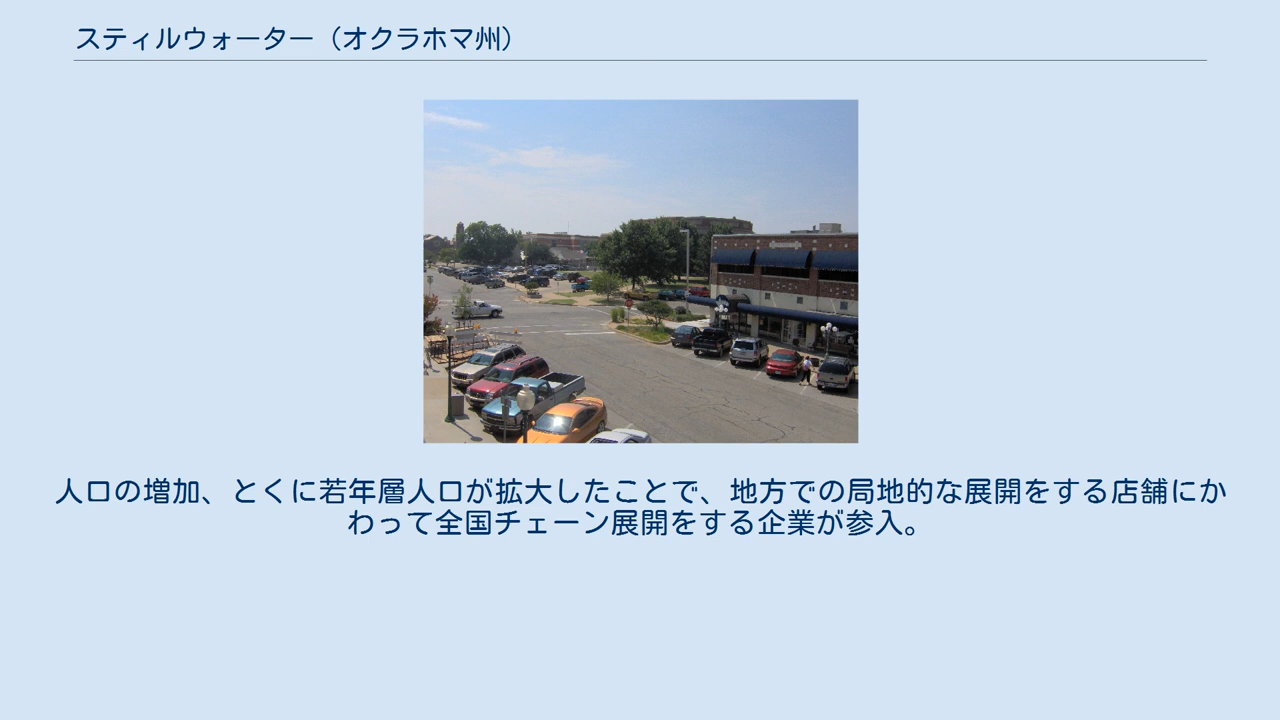 スティルウォーター（オクラホマ州）
人口の増加、とくに若年層人口が拡大したことで、地方での局地的な展開をする店舗にか
わって全国チェーン展開をする企業が参入。